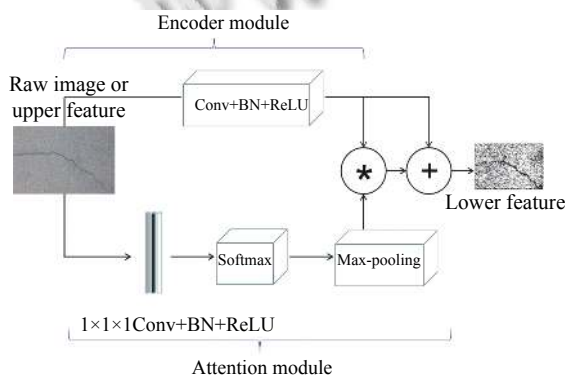 Encoder module
Raw image or
upper feature
Conv+BN+ReLU
*
+
Lower feature
Softmax
Max-pooling
1×1×1Conv+BN+ReLU
Attention module